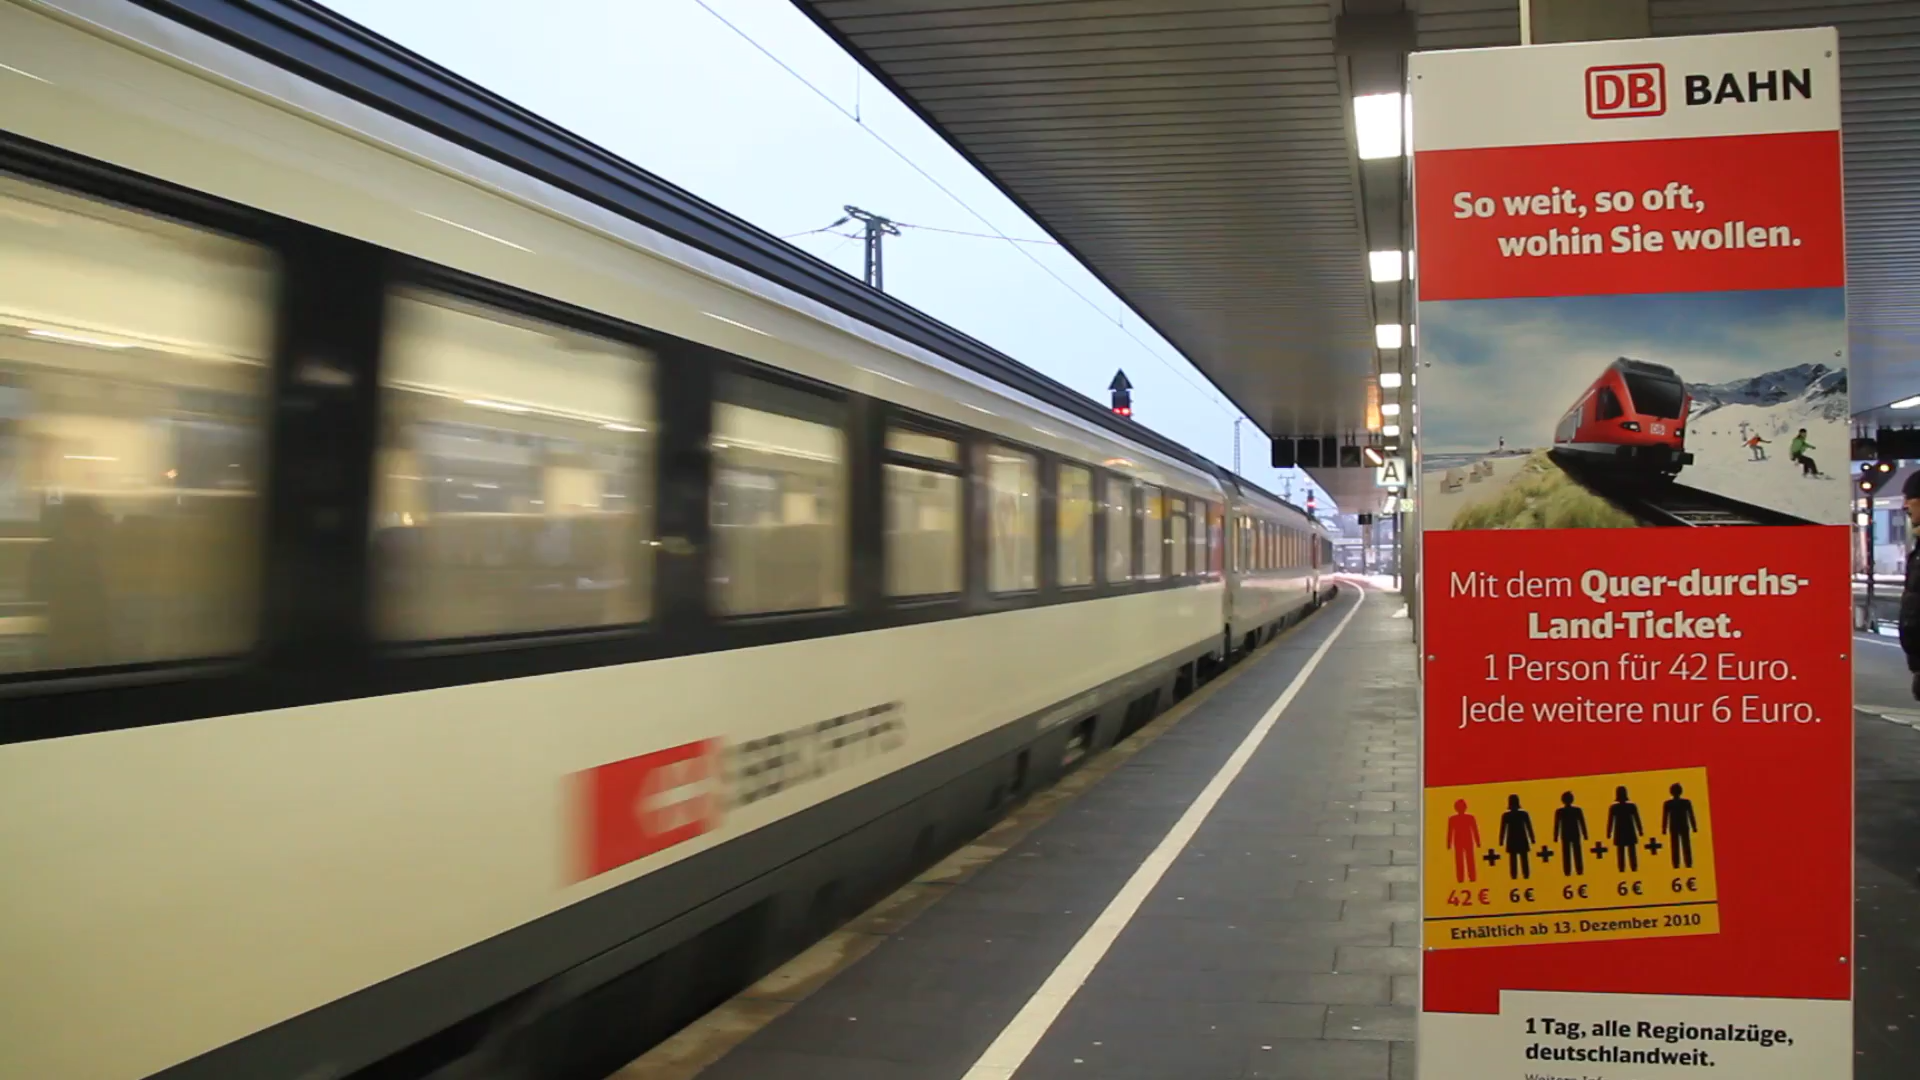 DB BAHN
So weit, so oft,
wohin Sie wollen.
DB
Mit dem Quer-durchs-
Land-Ticket.
1 Person für 42 Euro.
Jede weitere nur 6 Euro.
42 € 6 € 6 € 6 € 6 €
Erhältlich ab 13. Dezember 2010
1 Tag, alle Regionalzüge,
deutschlandweit.
A